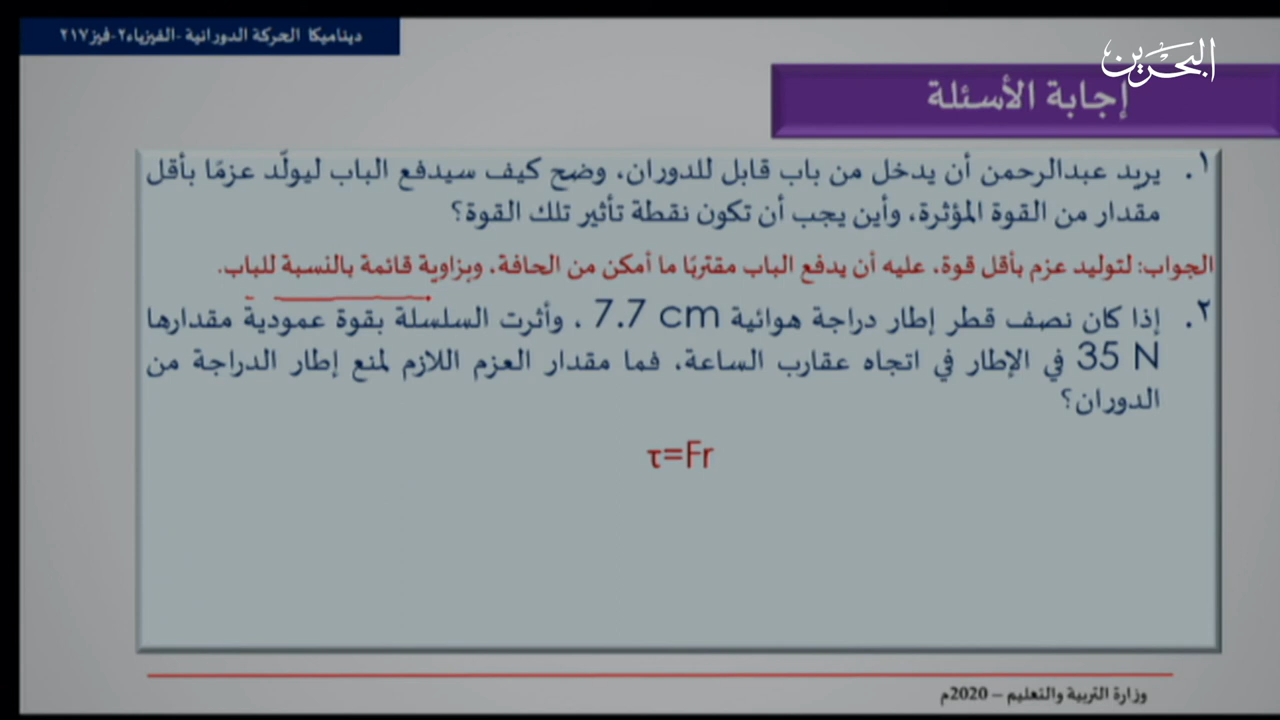 ديناميكا الحركة الدورانية -الفيزياء٢-فيز٢١٧
البحرين
إجابة الأسئلة
١. يريد عبدالرحمن أن يدخل من باب قابل للدوران، وضح كيف سيدفع الباب ليولّد عزمًا بأقل
مقدار من القوة المؤثرة، وأين يجب أن تكون نقطة تأثير تلك القوة؟
الجواب: لتوليد عزم بأقل قوة، عليه أن يدفع الباب مقتربًا ما أمكن من الحافة، وبزاوية قائمة بالنسبة للباب.
٢. إذا كان نصف قطر إطار دراجة هوائية 7.7 cm ، وأثرت السلسلة بقوة عمودية مقدارها
35 N في الإطار في اتجاه عقارب الساعة، فما مقدار العزم اللازم لمنع إطار الدراجة من
الدوران؟
τ=Fr
وزارة التربية والتعليم – 2020م